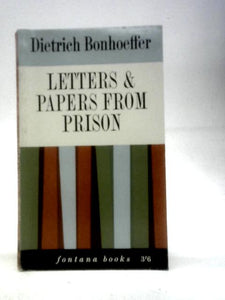 Dietrich Bonhoeffer
LETTERS &
PAPERS FROM
PRISON
fontana books 3'6